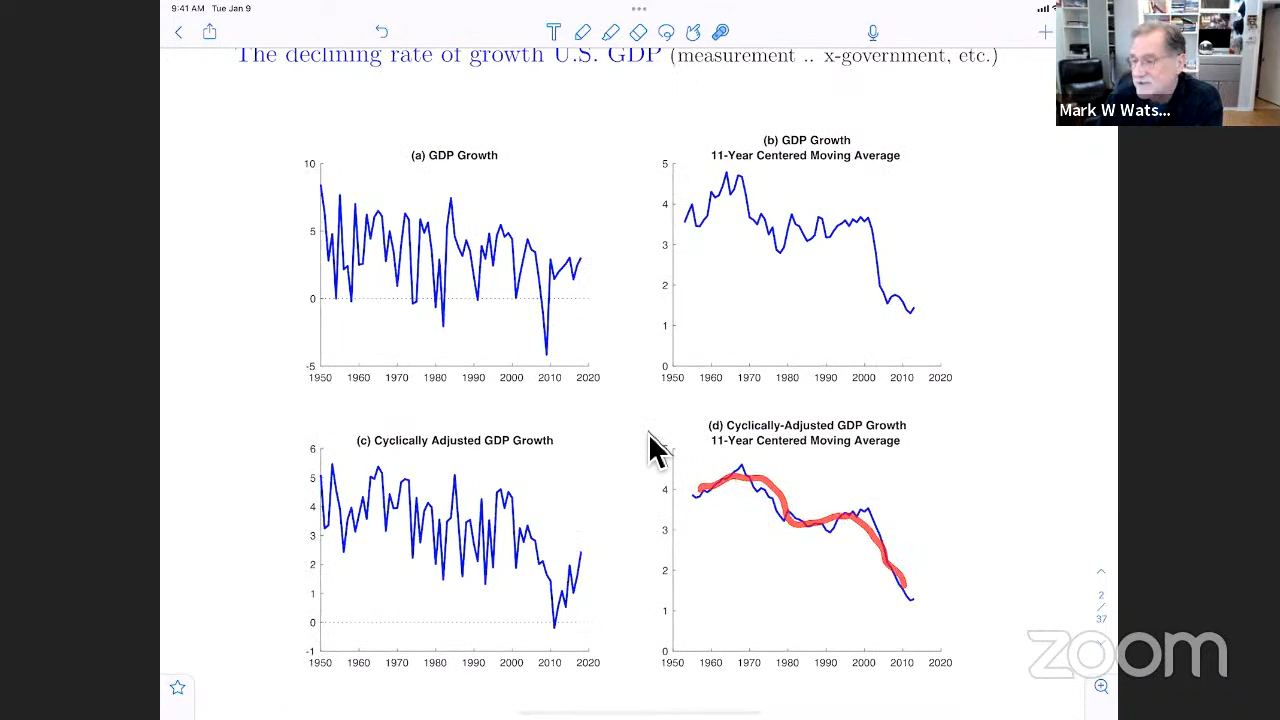 9:41 AM Tue Jan 9
The declining rate of growth U.S. GDP (measurement .. x-government, etc.)
Mark W Wats...
(a) GDP Growth
10
5
0
-5
1950 1960 1970 1980 1990 2000 2010 2020
(b) GDP Growth
11-Year Centered Moving Average
5
4
3
2
1
0
1950 1960 1970 1980 1990 2000 2010 2020
(c) Cyclically Adjusted GDP Growth
6
5
4
3
2
1
0
-1
1950 1960 1970 1980 1990 2000 2010 2020
(d) Cyclically-Adjusted GDP Growth
11-Year Centered Moving Average
4
3
2
1
0
1950 1960 1970 1980 1990 2000 2010 2020
2
/
37
zoom